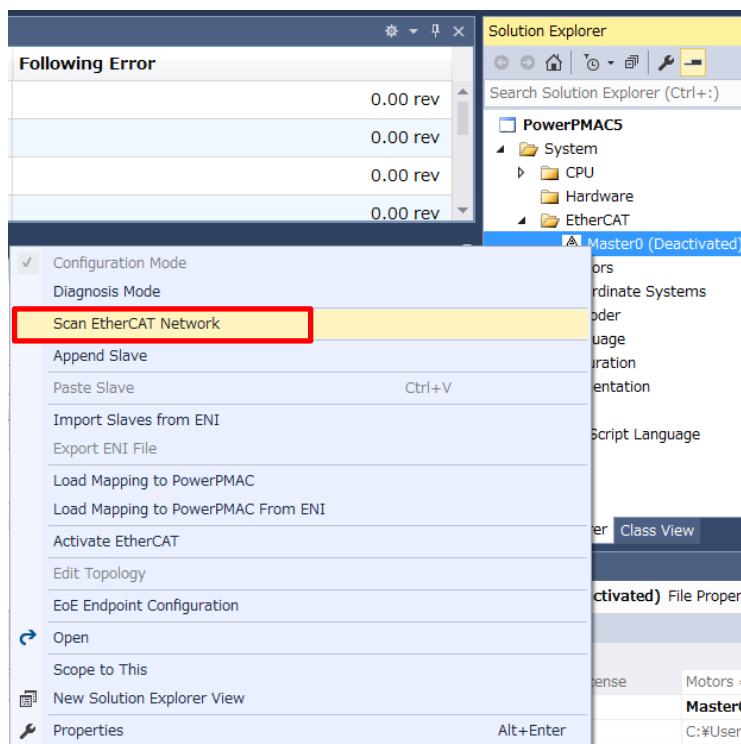 Following Error
0.00 rev
0.00 rev
0.00 rev
0.00 rev
Solution Explorer
Search Solution Explorer (Ctrl+:)
PowerPMAC5
System
CPU
Hardware
EtherCAT
Master0 (Deactivated)
ors
rdinate Systems
oder
uage
uration
entation
Script Language
er Class View
ctivated) File Proper
ense Motors =
Master0
C:¥User
Configuration Mode
Diagnosis Mode
Scan EtherCAT Network
Append Slave
Paste Slave Ctrl+V
Import Slaves from ENI
Export ENI File
Load Mapping to PowerPMAC
Load Mapping to PowerPMAC From ENI
Activate EtherCAT
Edit Topology
EoE Endpoint Configuration
Open
Scope to This
New Solution Explorer View
Properties Alt+Enter